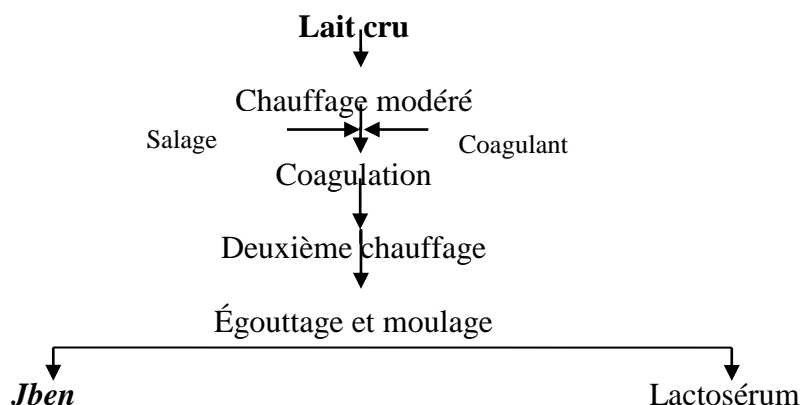 Lait cru
Chauffage modéré
Salage
Coagulant
Coagulation
Deuxième chauffage
Égouttage et moulage
Jben
Lactosérum